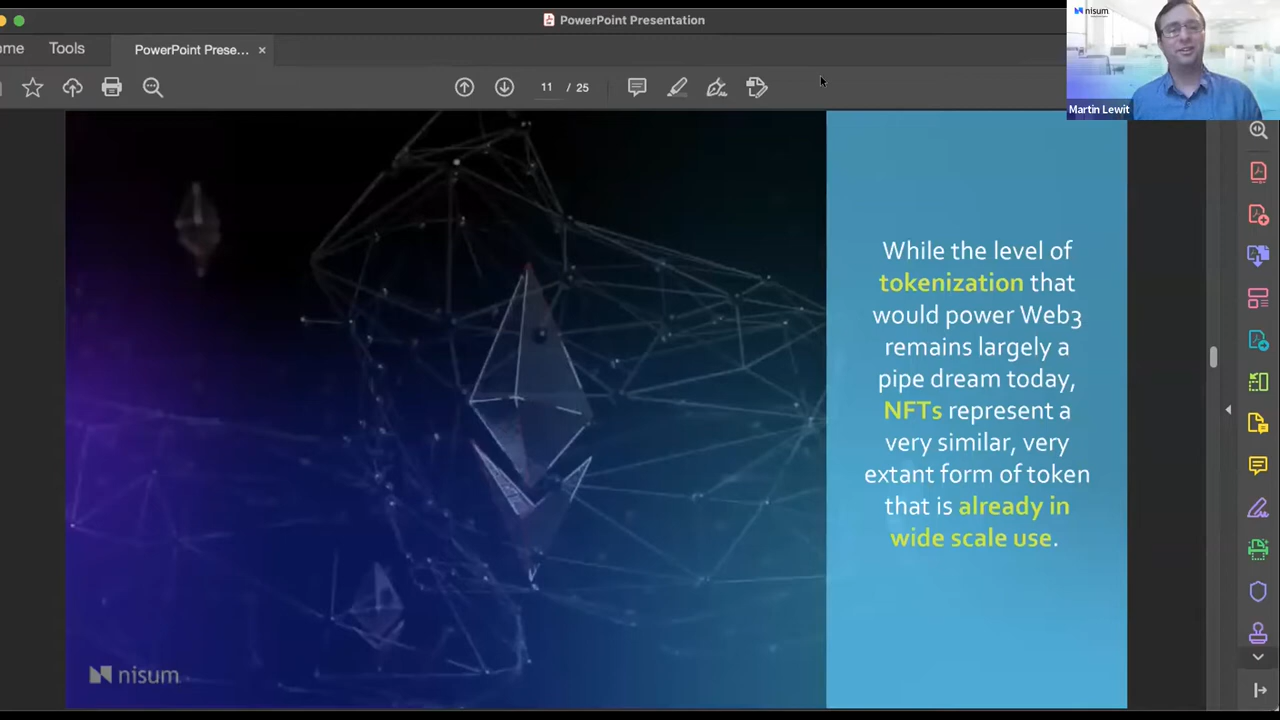 PowerPoint Presentation
nisum
ome
Tools
PowerPoint Prese...
11 / 25
Martin Lewit
While the level of
tokenization that
would power Web3
remains largely a
pipe dream today,
NFTs represent a
very similar, very
extant form of token
that is already in
wide scale use.
nisum